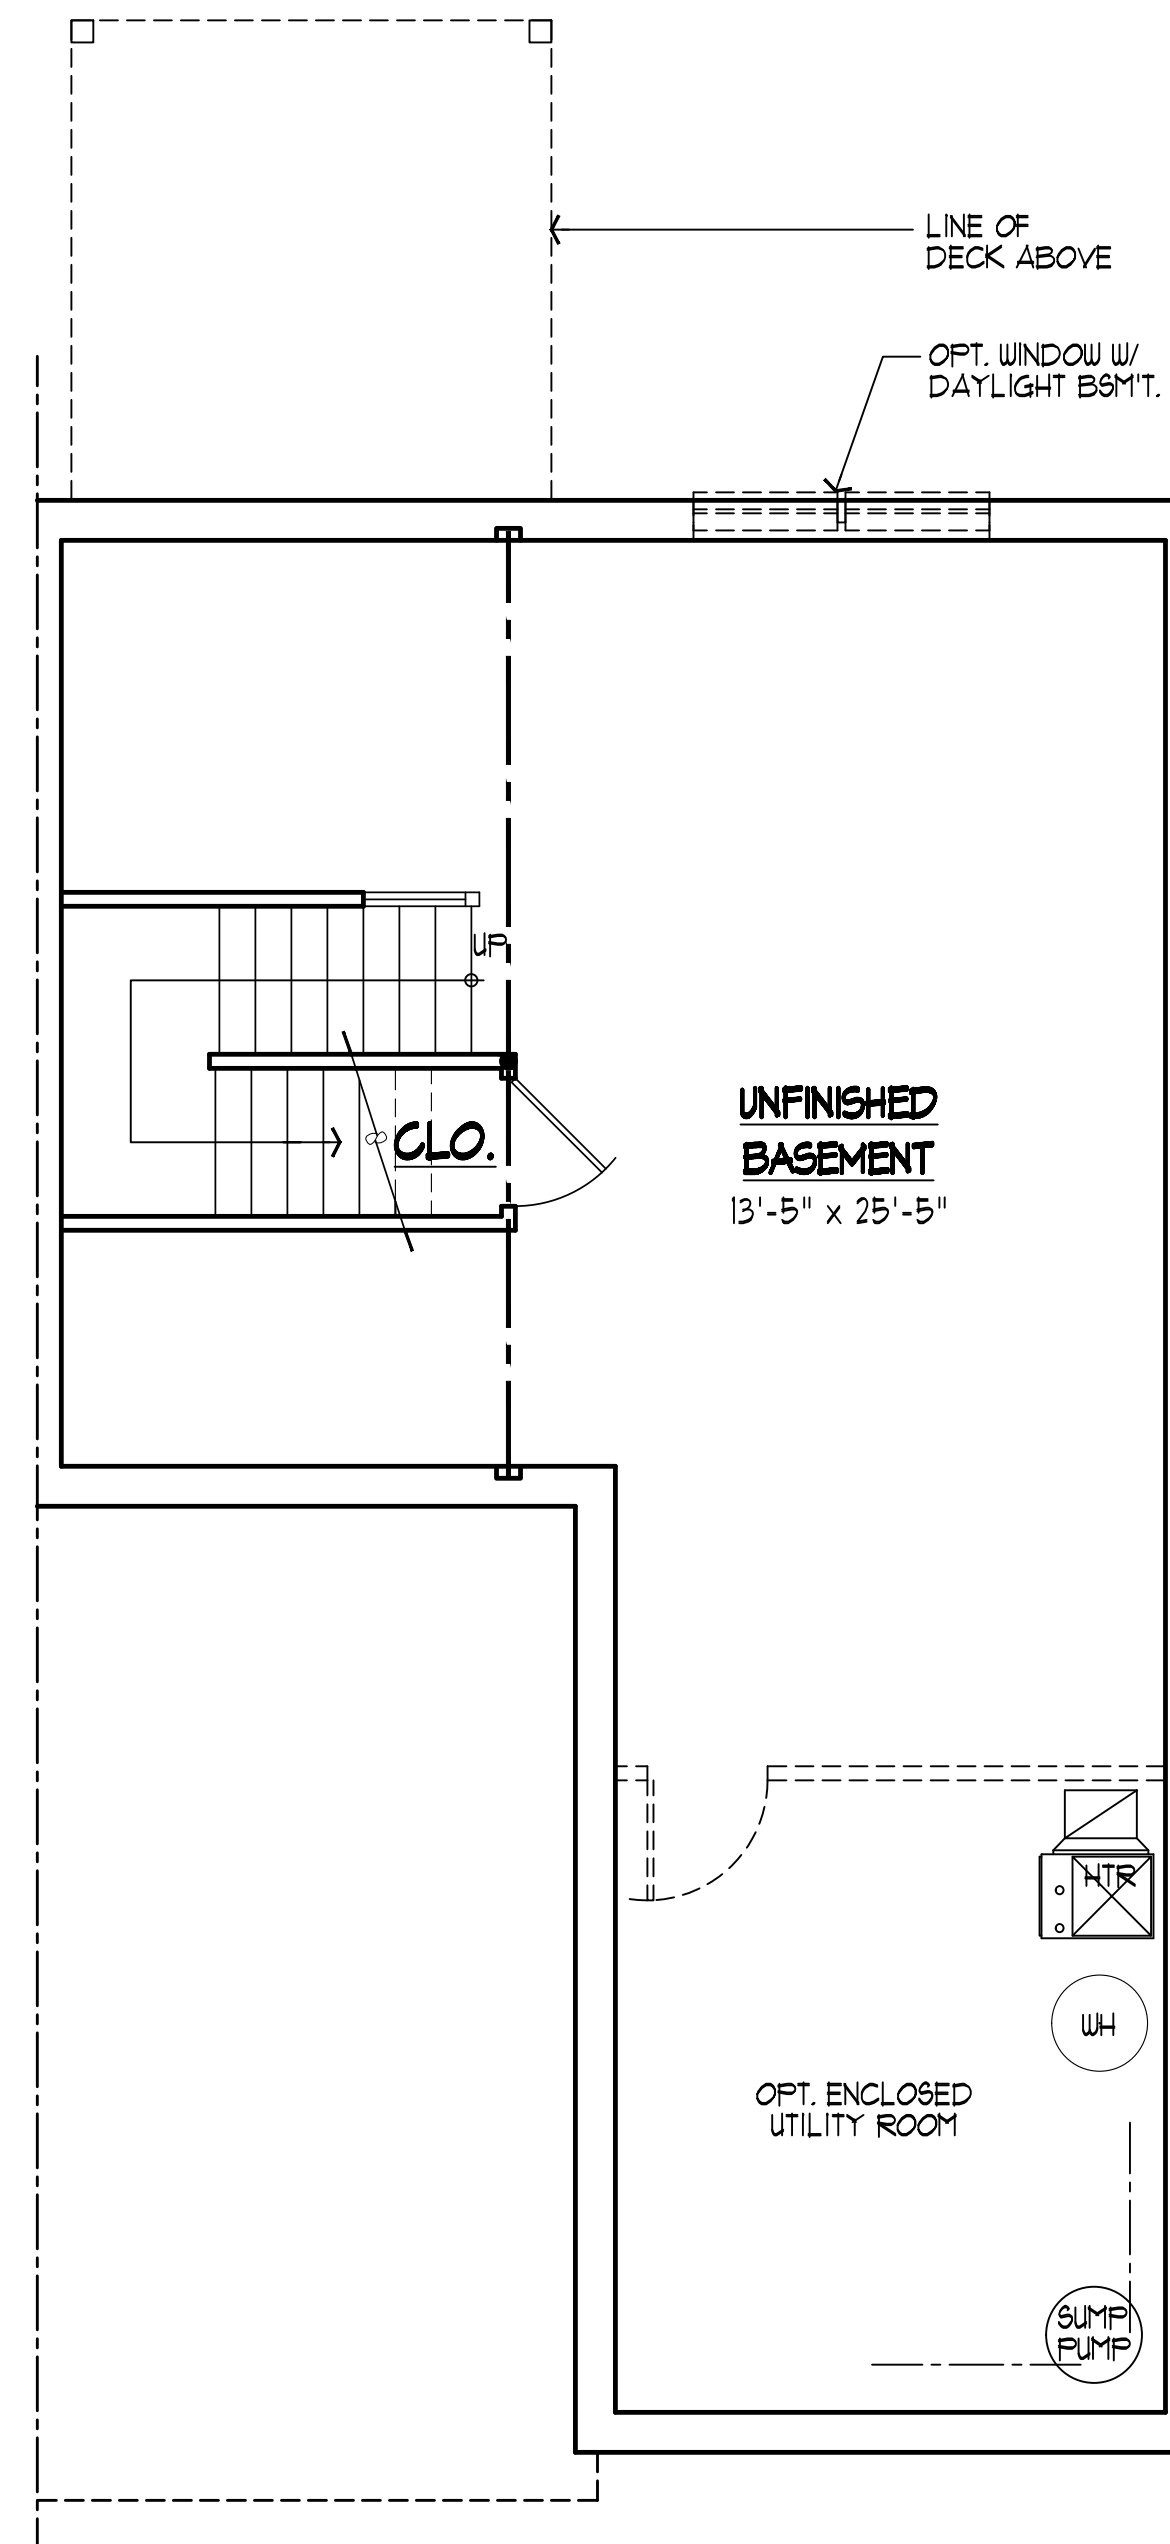 LINE OF
DECK ABOVE
OPT. WINDOW W/
DAYLIGHT BSM'T.
UP
CLO.
UNFINISHED
BASEMENT
13'-5" x 25'-5"
HTR
WH
OPT. ENCLOSED
UTILITY ROOM
SUMP
PUMP